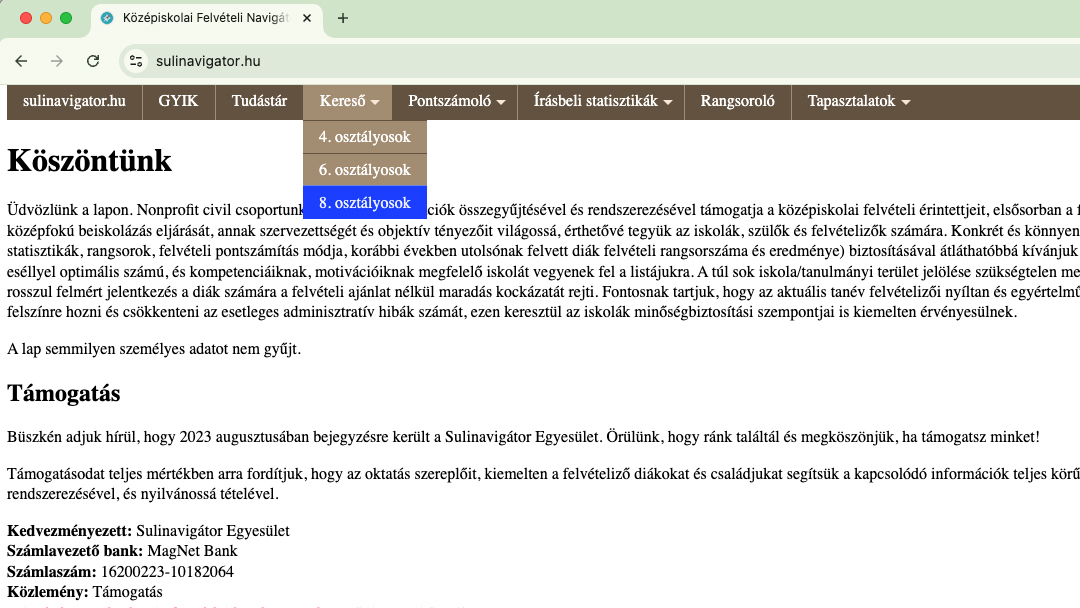 Középiskolai Felvételi Navigát
sulinavigator.hu
sulinavigator.hu GYIK Tudástár Kereső Pontszámoló Írásbeli statisztikák Rangsoroló Tapasztalatok
4. osztályosok
6. osztályosok
8. osztályosok
Köszöntünk
Üdvözlünk a lapon. Nonprofit civil csoportunk ciók összegyűjtésével és rendszerezésével támogatja a középiskolai felvételi érintettjeit, elsősorban a f
középfokú beiskolázás eljárását, annak szervezettségét és objektív tényezőit világossá, érthetővé tegyük az iskolák, szülők és felvételizők számára. Konkrét és könnyen
statisztikák, rangsorok, felvételi pontszámítás módja, korábbi években utolsónak felvett diák felvételi rangsorszáma és eredménye) biztosításával átláthatóbbá kívánjuk
eséllyel optimális számú, és kompetenciáiknak, motivációiknak megfelelő iskolát vegyenek fel a listájukra. A túl sok iskola/tanulmányi terület jelölése szükségtelen me
rosszul felmért jelentkezés a diák számára a felvételi ajánlat nélkül maradás kockázatát rejti. Fontosnak tartjuk, hogy az aktuális tanév felvételizői nyíltan és egyértelmű
felszínre hozni és csökkenteni az esetleges adminisztratív hibák számát, ezen keresztül az iskolák minőségbiztosítási szempontjai is kiemelten érvényesülnek.
A lap semmilyen személyes adatot nem gyűjt.
Támogatás
Büszkén adjuk hírül, hogy 2023 augusztusában bejegyzésre került a Sulinavigátor Egyesület. Örülünk, hogy ránk találtál és megköszönjük, ha támogatsz minket!
Támogatásodat teljes mértékben arra fordítjuk, hogy az oktatás szereplőit, kiemelten a felvételiző diákokat és családjukat segítsük a kapcsolódó információk teljes körű
rendszerezésével, és nyilvánossá tételével.
Kedvezményezett: Sulinavigátor Egyesület
Számlavezető bank: MagNet Bank
Számlaszám: 16200223-10182064
Közlemény: Támogatás